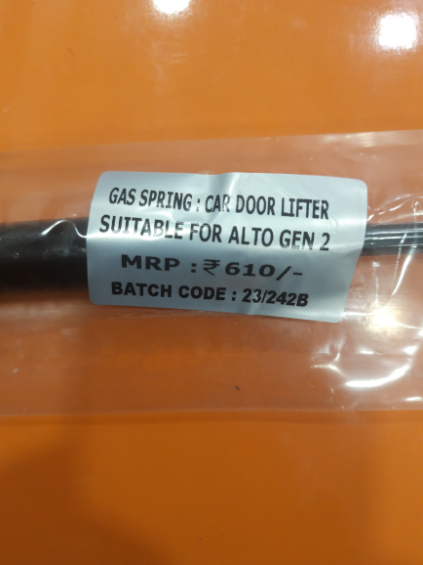 GAS SPRING : CAR DOOR LIFTER
SUITABLE FOR ALTO GEN 2
MRP : ₹ 610/-
BATCH CODE : 23/242B